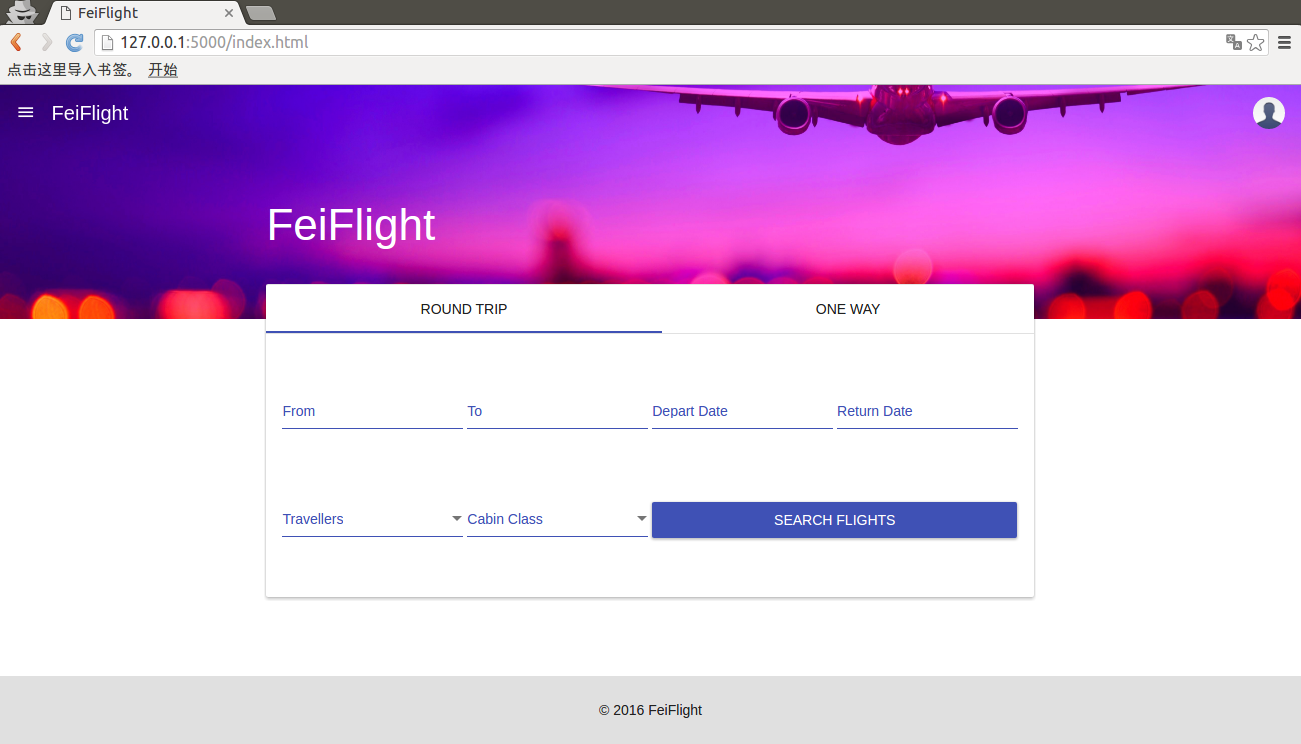 FeiFlight
127.0.0.1:5000/index.html
点击这里导入书签。 开始
FeiFlight
FeiFlight
ROUND TRIP ONE WAY
From To Depart Date Return Date
Travellers Cabin Class SEARCH FLIGHTS
© 2016 FeiFlight